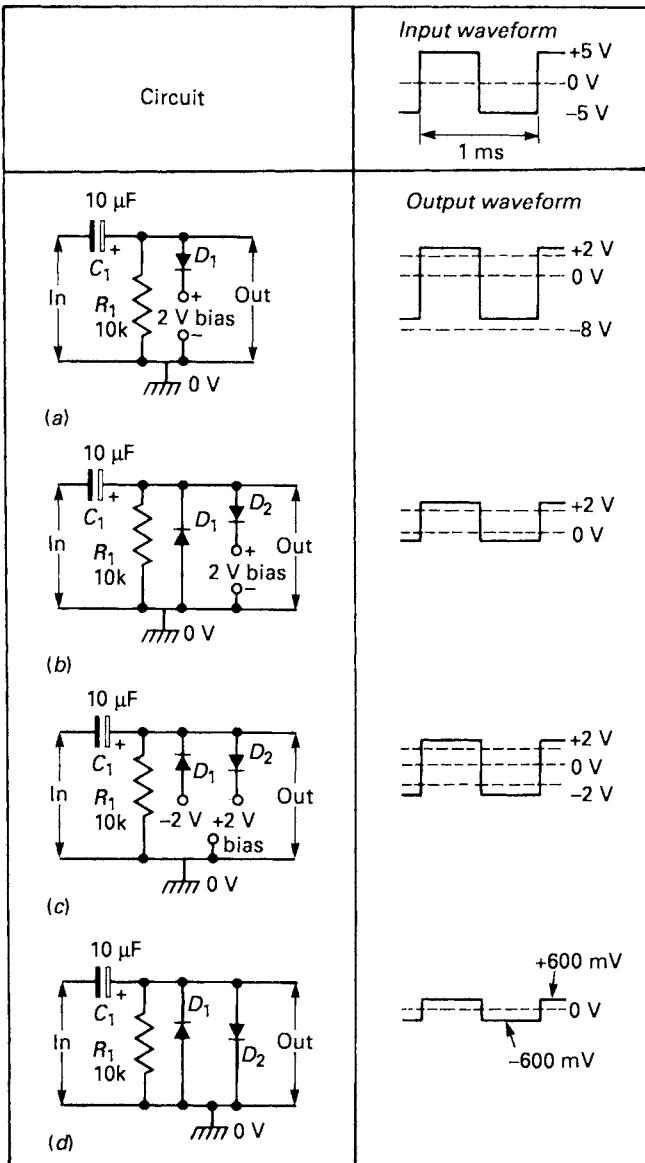 Circuit
Input waveform
+5 V
0 V
−5 V
1 ms
Output waveform
10 µF
+
C1
D1
In
R1
10k
+
2 V bias
−
Out
0 V
(a)
+2 V
0 V
−8 V
10 µF
+
C1
D1
D2
In
R1
10k
+
2 V bias
−
Out
0 V
(b)
+2 V
0 V
10 µF
+
C1
D1
D2
In
R1
10k
−2 V
+2 V
bias
Out
0 V
(c)
+2 V
0 V
−2 V
10 µF
+
C1
D1
In
R1
10k
D2
Out
0 V
(d)
+600 mV
0 V
−600 mV